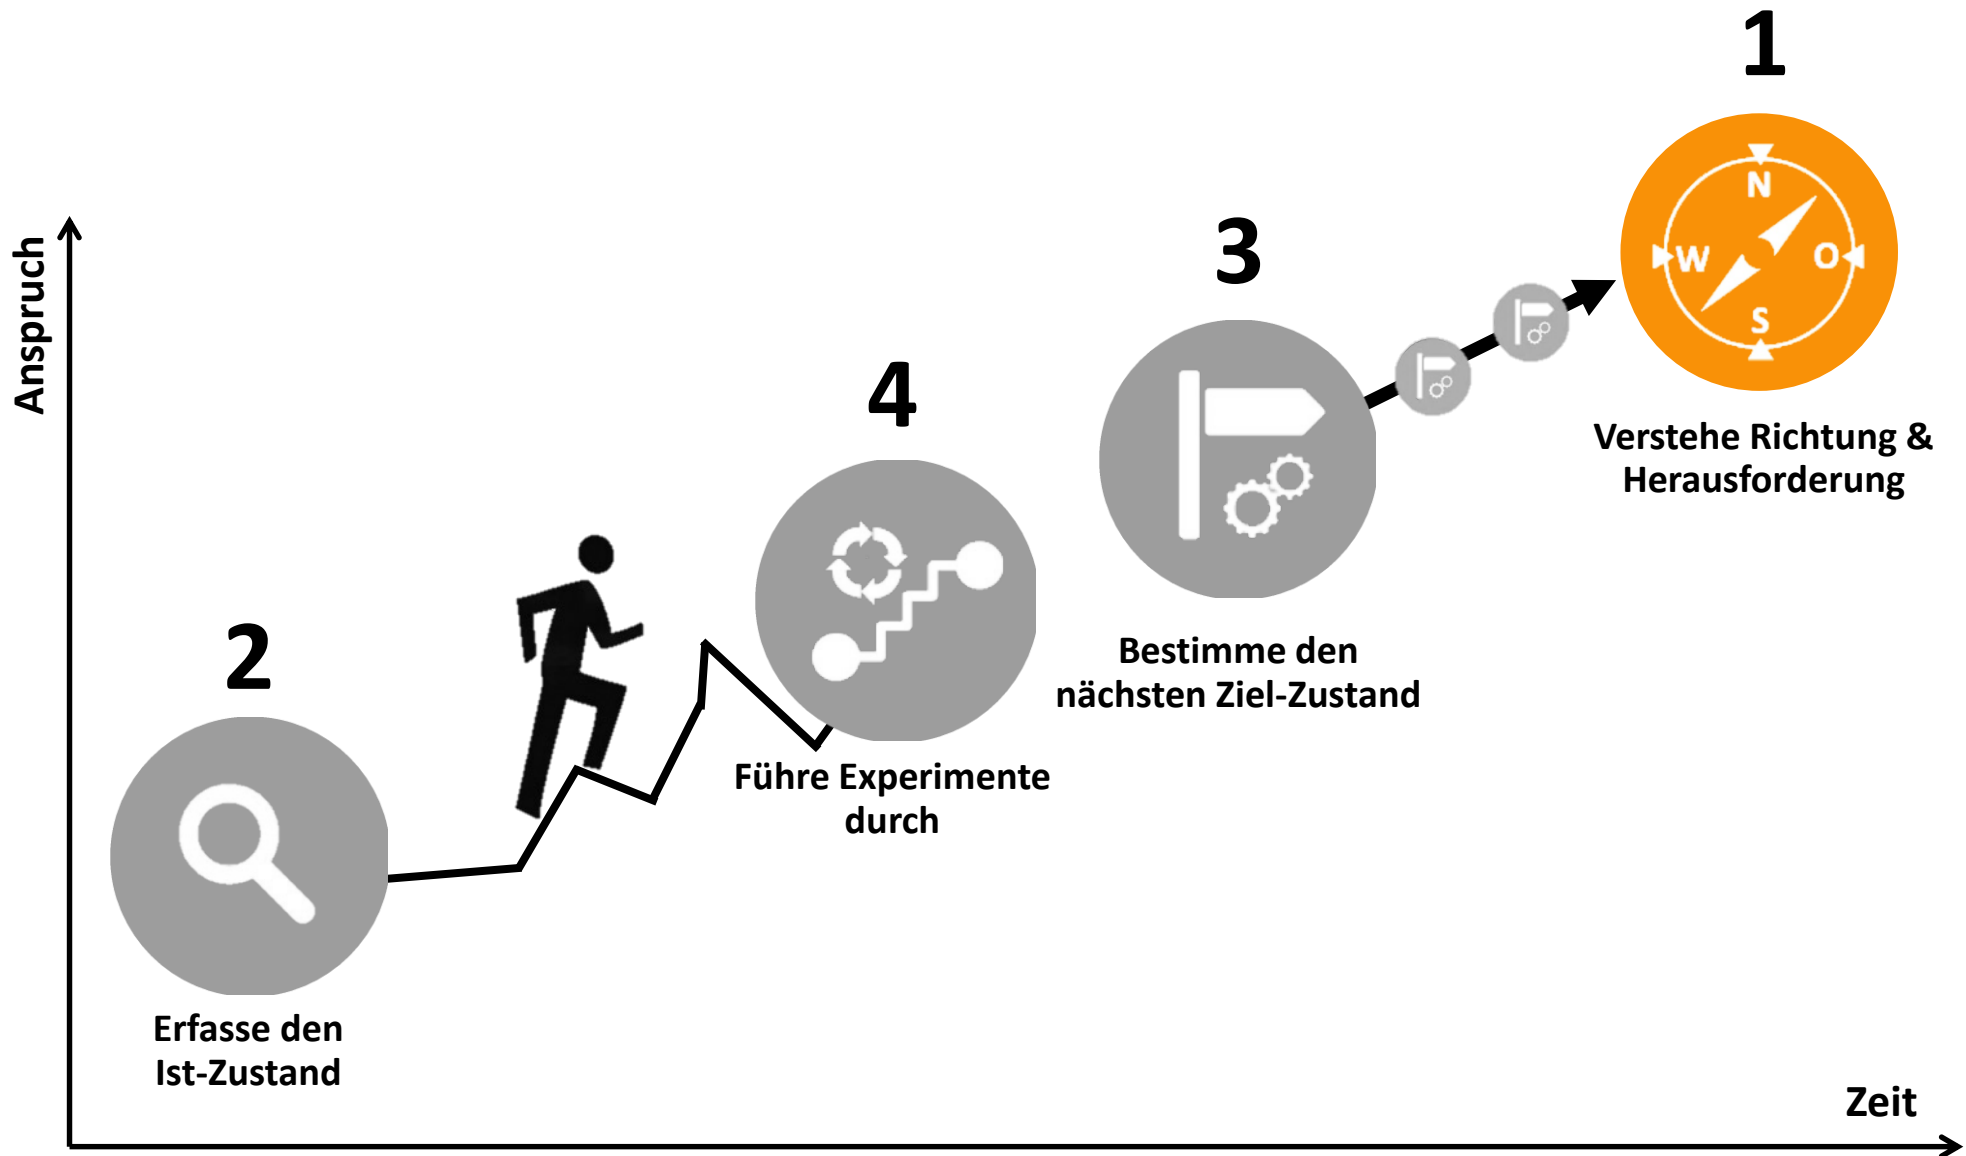 1
N
W
O
S
Verstehe Richtung &
Herausforderung
3
Bestimme den
nächsten Ziel-Zustand
4
Führe Experimente
durch
2
Erfasse den
Ist-Zustand
Anspruch
Zeit